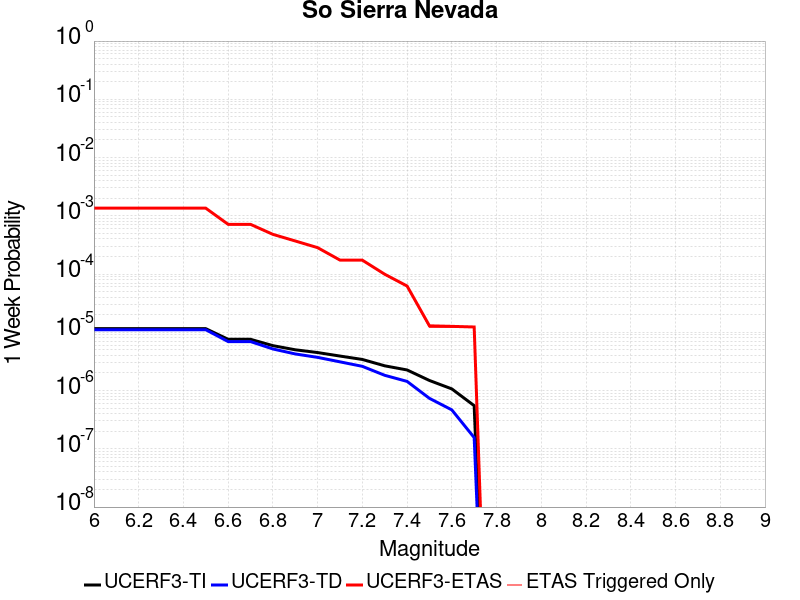 So Sierra Nevada
10^0
10^-1
10^-2
10^-3
10^-4
10^-5
10^-6
10^-7
10^-8
1 Week Probability
6 6.2 6.4 6.6 6.8 7 7.2 7.4 7.6 7.8 8 8.2 8.4 8.6 8.8 9
Magnitude
UCERF3-TI UCERF3-TD UCERF3-ETAS ETAS Triggered Only